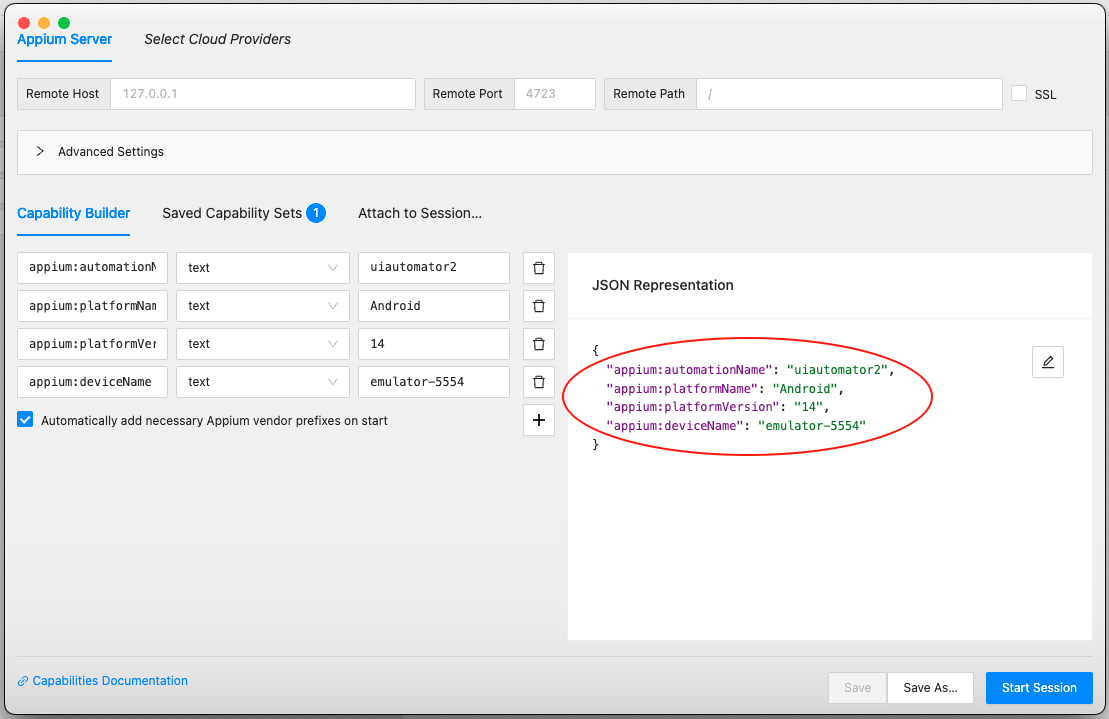 Appium Server Select Cloud Providers
Remote Host 127.0.0.1 Remote Port 4723 Remote Path / SSL
Advanced Settings
Capability Builder Saved Capability Sets 1 Attach to Session...
appium:automationN text uiautomator2
appium:platformNam text Android
appium:platformVer text 14
appium:deviceName text emulator-5554
Automatically add necessary Appium vendor prefixes on start
JSON Representation
{
"appium:automationName": "uiautomator2",
"appium:platformName": "Android",
"appium:platformVersion": "14",
"appium:deviceName": "emulator-5554"
}
Capabilities Documentation Save Save As... Start Session